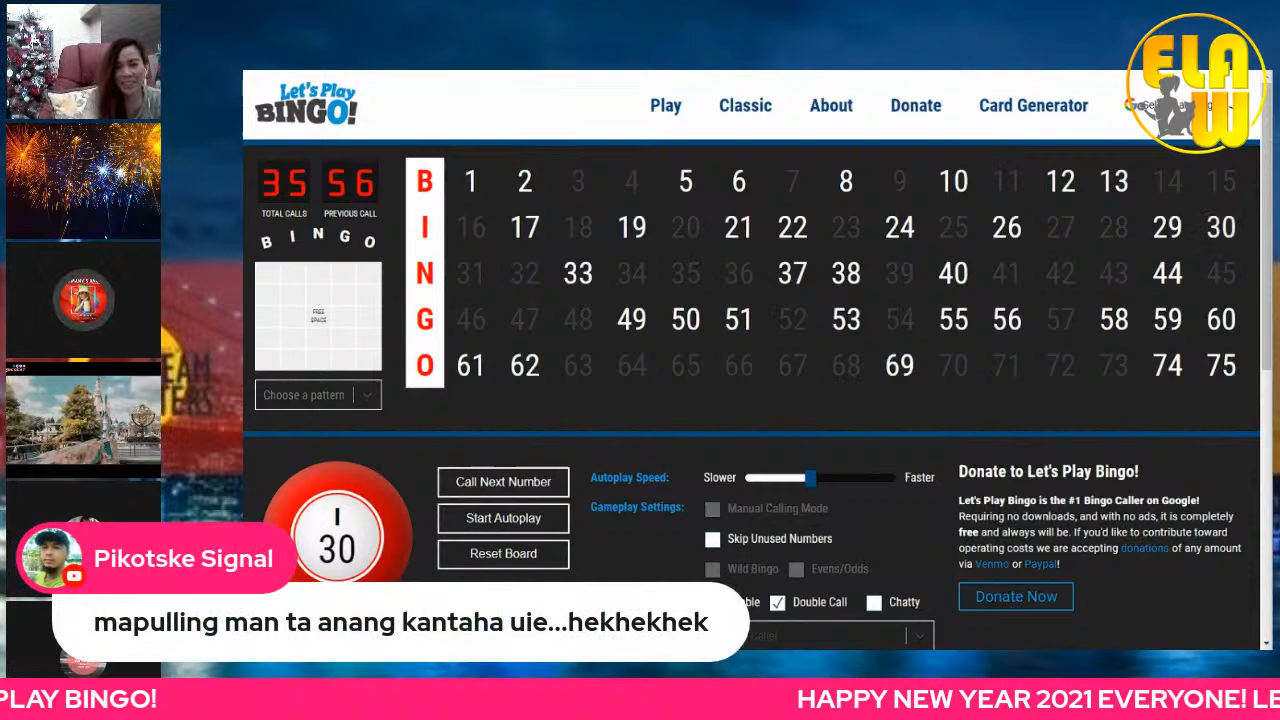 Let's Play
BINGO!
Play Classic About Donate Card Generator
ELAW
35 56
TOTAL CALLS PREVIOUS CALL
B I N G O
FREE
SPACE
Choose a pattern
B 1 2 3 4 5 6 7 8 9 10 11 12 13 14 15
I 16 17 18 19 20 21 22 23 24 25 26 27 28 29 30
N 31 32 33 34 35 36 37 38 39 40 41 42 43 44 45
G 46 47 48 49 50 51 52 53 54 55 56 57 58 59 60
O 61 62 63 64 65 66 67 68 69 70 71 72 73 74 75
I
30
Call Next Number
Start Autoplay
Reset Board
Autoplay Speed: Slower Faster
Gameplay Settings: Manual Calling Mode
Skip Unused Numbers
Wild Bingo Evens/Odds
Double Call Chatty
Donate to Let's Play Bingo!
Let's Play Bingo is the #1 Bingo Caller on Google!
Requiring no downloads, and with no ads, it is completely
free and always will be. If you'd like to contribute toward
operating costs we are accepting donations of any amount
via Venmo or Paypal!
Donate Now
Pikotske Signal
mapulling man ta anang kantaha uie...hekhekhek
PLAY BINGO! HAPPY NEW YEAR 2021 EVERYONE! LE